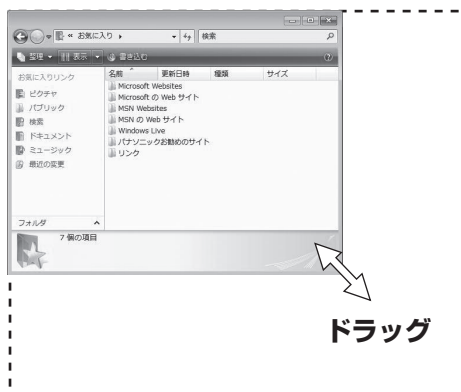 « お気に入り ▸
検索
整理 ▾ 表示 ▾ 書き込む
お気に入りリンク
ピクチャ
パブリック
検索
ドキュメント
ミュージック
最近の変更
フォルダ
名前 更新日時 種類 サイズ
Microsoft Websites
Microsoft の Web サイト
MSN Websites
MSN の Web サイト
Windows Live
パナソニックお勧めのサイト
リンク
7 個の項目
ドラッグ